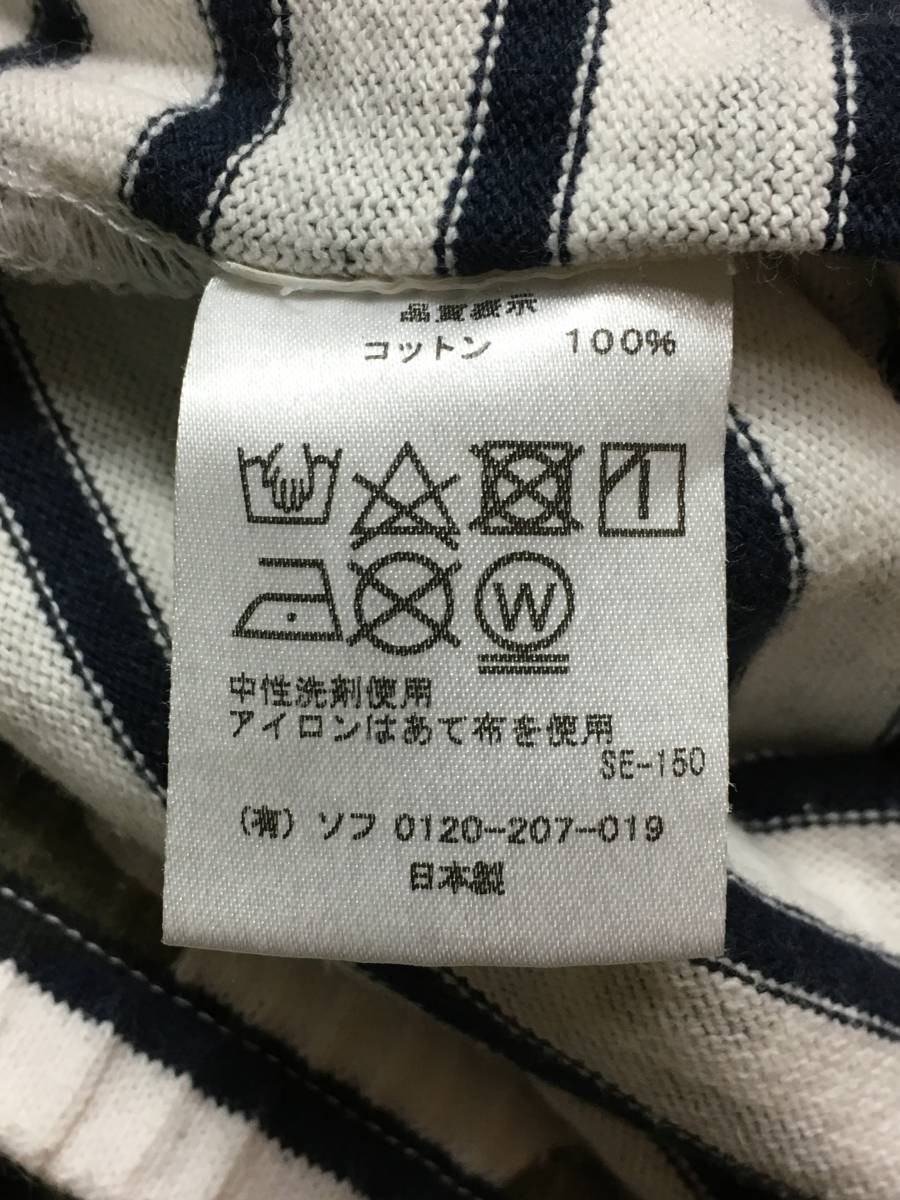 品質表示
コットン 100%
W
中性洗剤使用
アイロンはあて布を使用
SE-150
(有) ソフ 0120-207-019
日本製